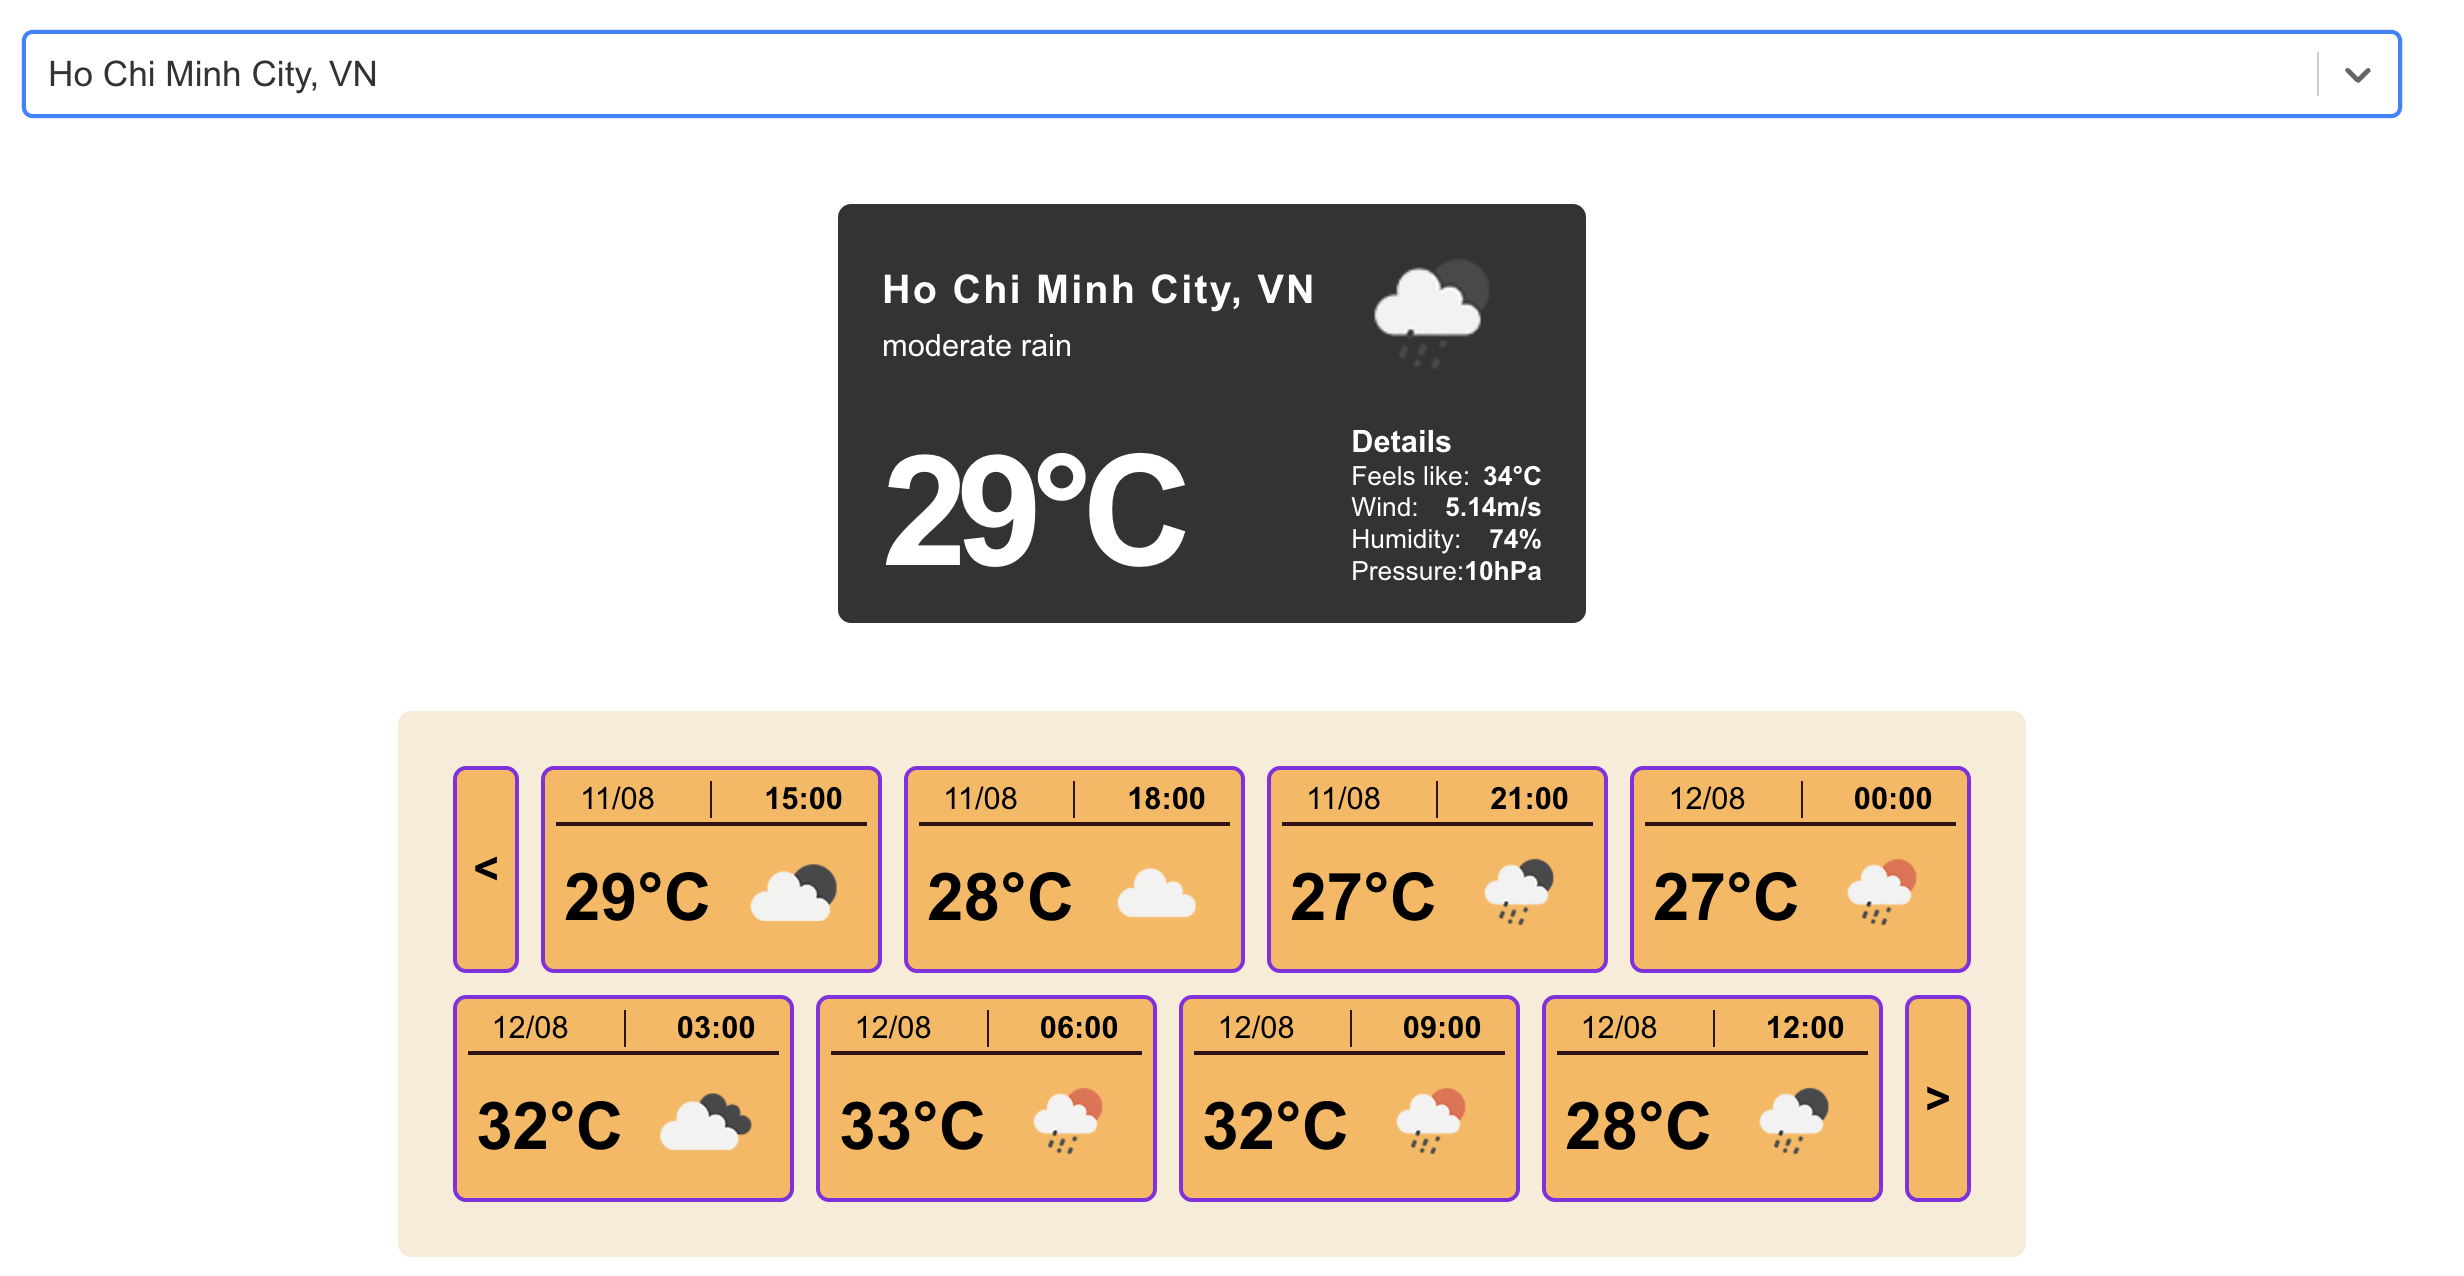 Ho Chi Minh City, VN
Ho Chi Minh City, VN
moderate rain
29°C
Details
Feels like: 34°C
Wind: 5.14m/s
Humidity: 74%
Pressure:10hPa
<
11/08 15:00
29°C
11/08 18:00
28°C
11/08 21:00
27°C
12/08 00:00
27°C
12/08 03:00
32°C
12/08 06:00
33°C
12/08 09:00
32°C
12/08 12:00
28°C
>